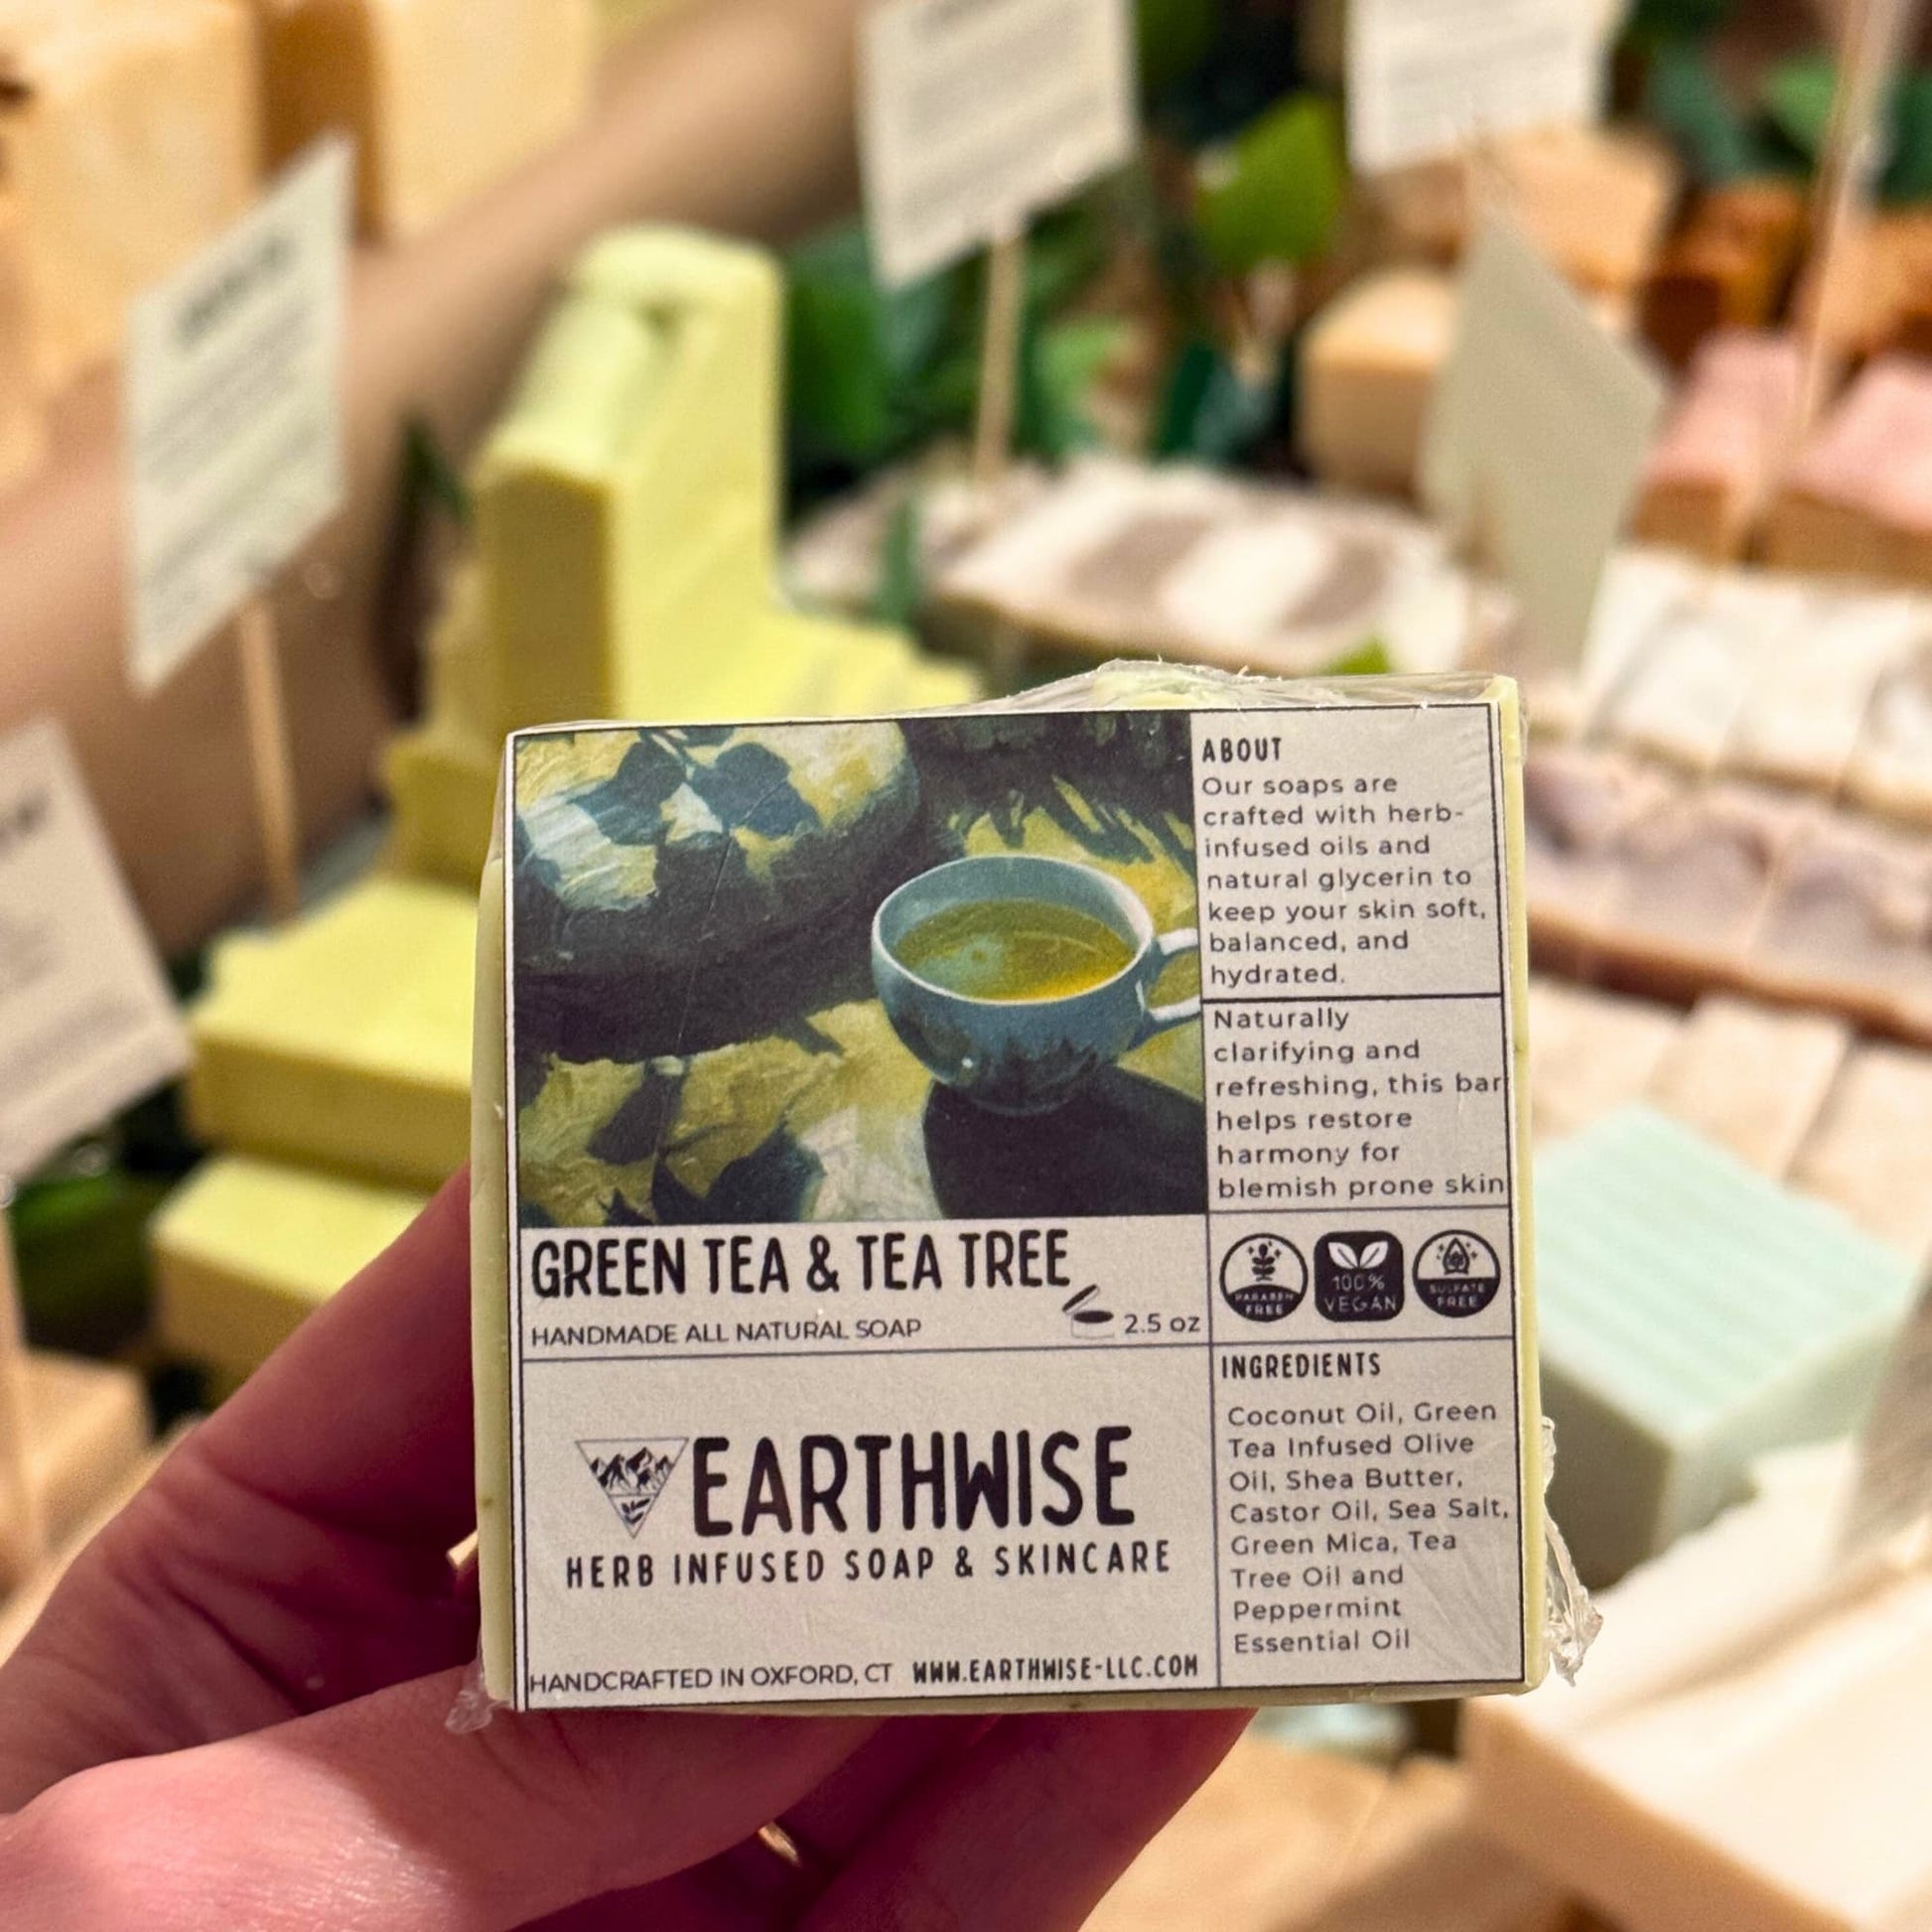 ABOUT
Our soaps are
crafted with herb-
infused oils and
natural glycerin to
keep your skin soft,
balanced, and
hydrated.
Naturally
clarifying and
refreshing, this bar
helps restore
harmony for
blemish prone skin
PARABEN
FREE
100%
VEGAN
SULFATE
FREE
GREEN TEA & TEA TREE
HANDMADE ALL NATURAL SOAP
2.5 oz
INGREDIENTS
Coconut Oil, Green
Tea Infused Olive
Oil, Shea Butter,
Castor Oil, Sea Salt,
Green Mica, Tea
Tree Oil and
Peppermint
Essential Oil
EARTHWISE
HERB INFUSED SOAP & SKINCARE
HANDCRAFTED IN OXFORD, CT WWW.EARTHWISE-LLC.COM